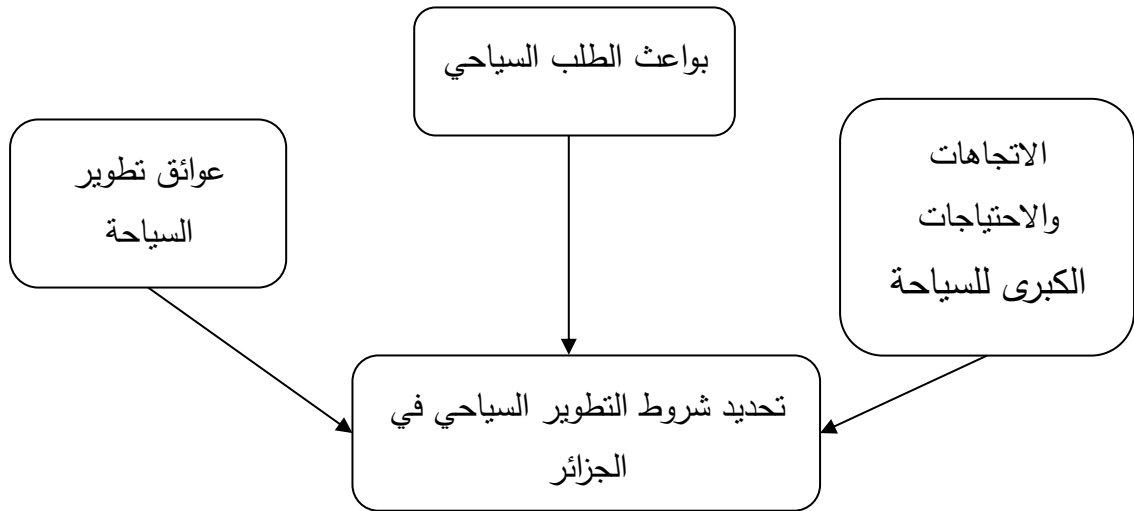 بواعث الطلب السياحي
الاتجاهات
والاحتياجات
الكبرى للسياحة
عوائق تطوير
السياحة
تحديد شروط التطوير السياحي في
الجزائر